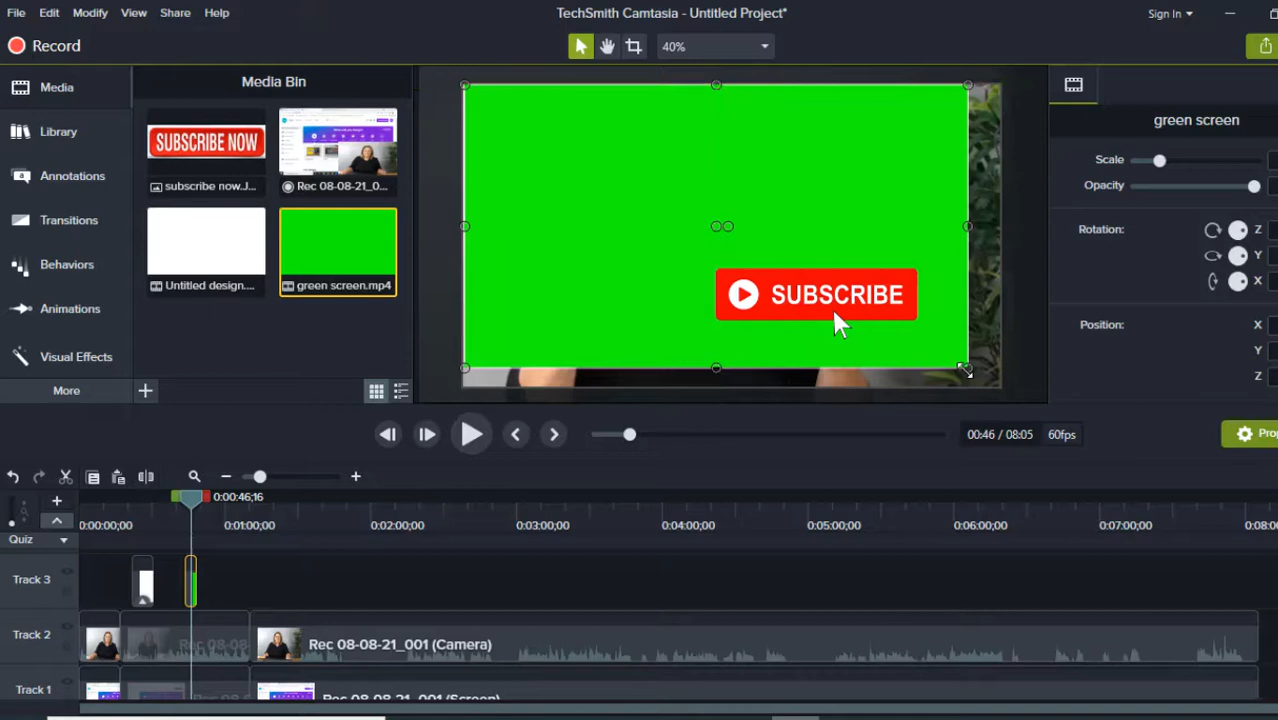 File Edit Modify View Share Help
TechSmith Camtasia - Untitled Project*
Sign In
Record
40%
Media
Library
Annotations
Transitions
Behaviors
Animations
Visual Effects
More
Media Bin
SUBSCRIBE NOW
subscribe now.J...
Rec 08-08-21_0...
Untitled design....
green screen.mp4
SUBSCRIBE
green screen
Scale
Opacity
Rotation:
Z
Y
X
Position:
X
Y
Z
00:46 / 08:05 60fps
0:00:46;16
0:00:00;00 0:01:00;00 0:02:00;00 0:03:00;00 0:04:00;00 0:05:00;00 0:06:00;00 0:07:00;00
Quiz
Track 3
Track 2
Rec 08-08
Rec 08-08-21_001 (Camera)
Track 1
Rec 08-08-21_001 (Screen)